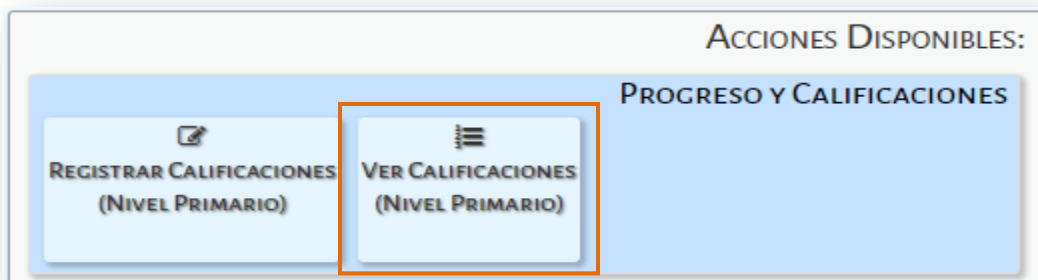 Acciones Disponibles:
Progreso y Calificaciones
Registrar Calificaciones
(Nivel Primario)
Ver Calificaciones
(Nivel Primario)